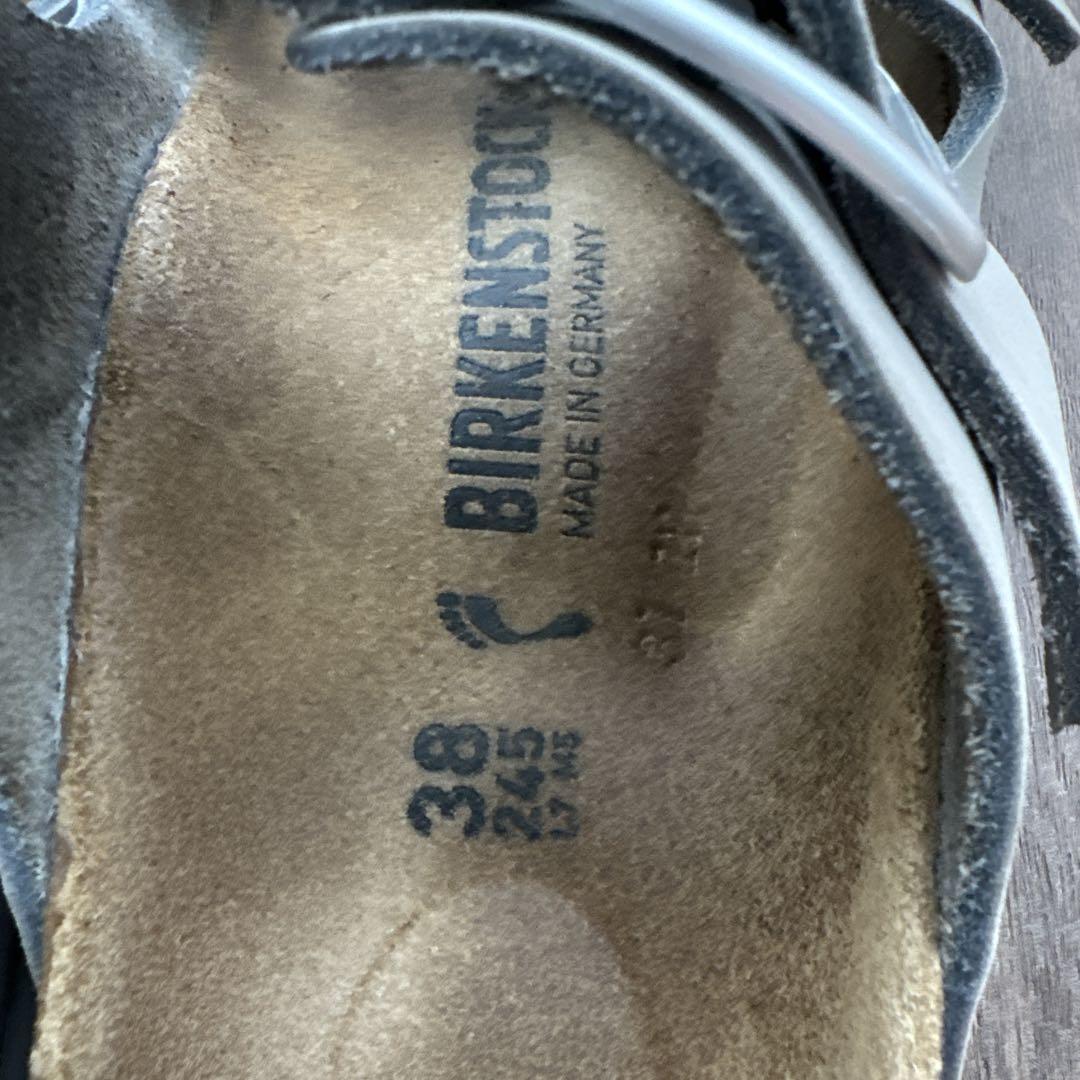 BIRKENSTOCK
MADE IN GERMANY
38
245
L7 M5